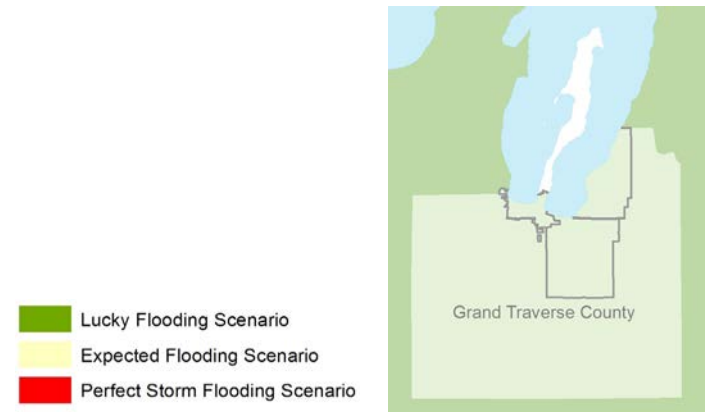 Lucky Flooding Scenario
Expected Flooding Scenario
Perfect Storm Flooding Scenario
Grand Traverse County